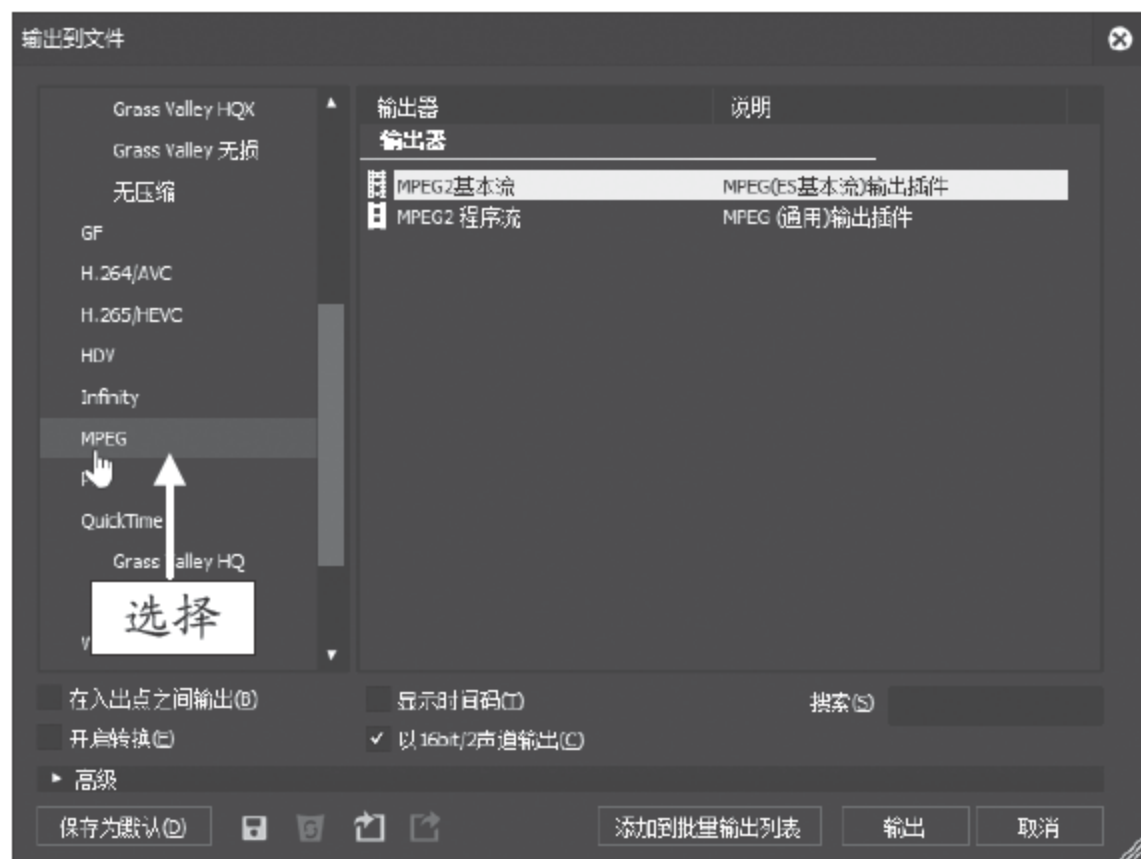 输出到文件
Grass Valley HQX
Grass Valley 无损
无压缩
GF
H.264/AVC
H.265/HEVC
HDV
Infinity
MPEG
QuickTime
Grass Valley HQ
选择
输出器 说明
输出器
MPEG2基本流 MPEG(ES基本流)输出插件
MPEG2 程序流 MPEG (通用)输出插件
在入出点之间输出(B) 显示时间码(T) 搜索(S)
开启转换(E) 以16bit/2声道输出(C)
高级
保存为默认(D) 添加到批量输出列表 输出 取消